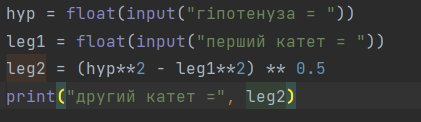 hyp = float(input("гіпотенуза = "))
leg1 = float(input("перший катет = "))
leg2 = (hyp**2 - leg1**2) ** 0.5
print("другий катет =", leg2)